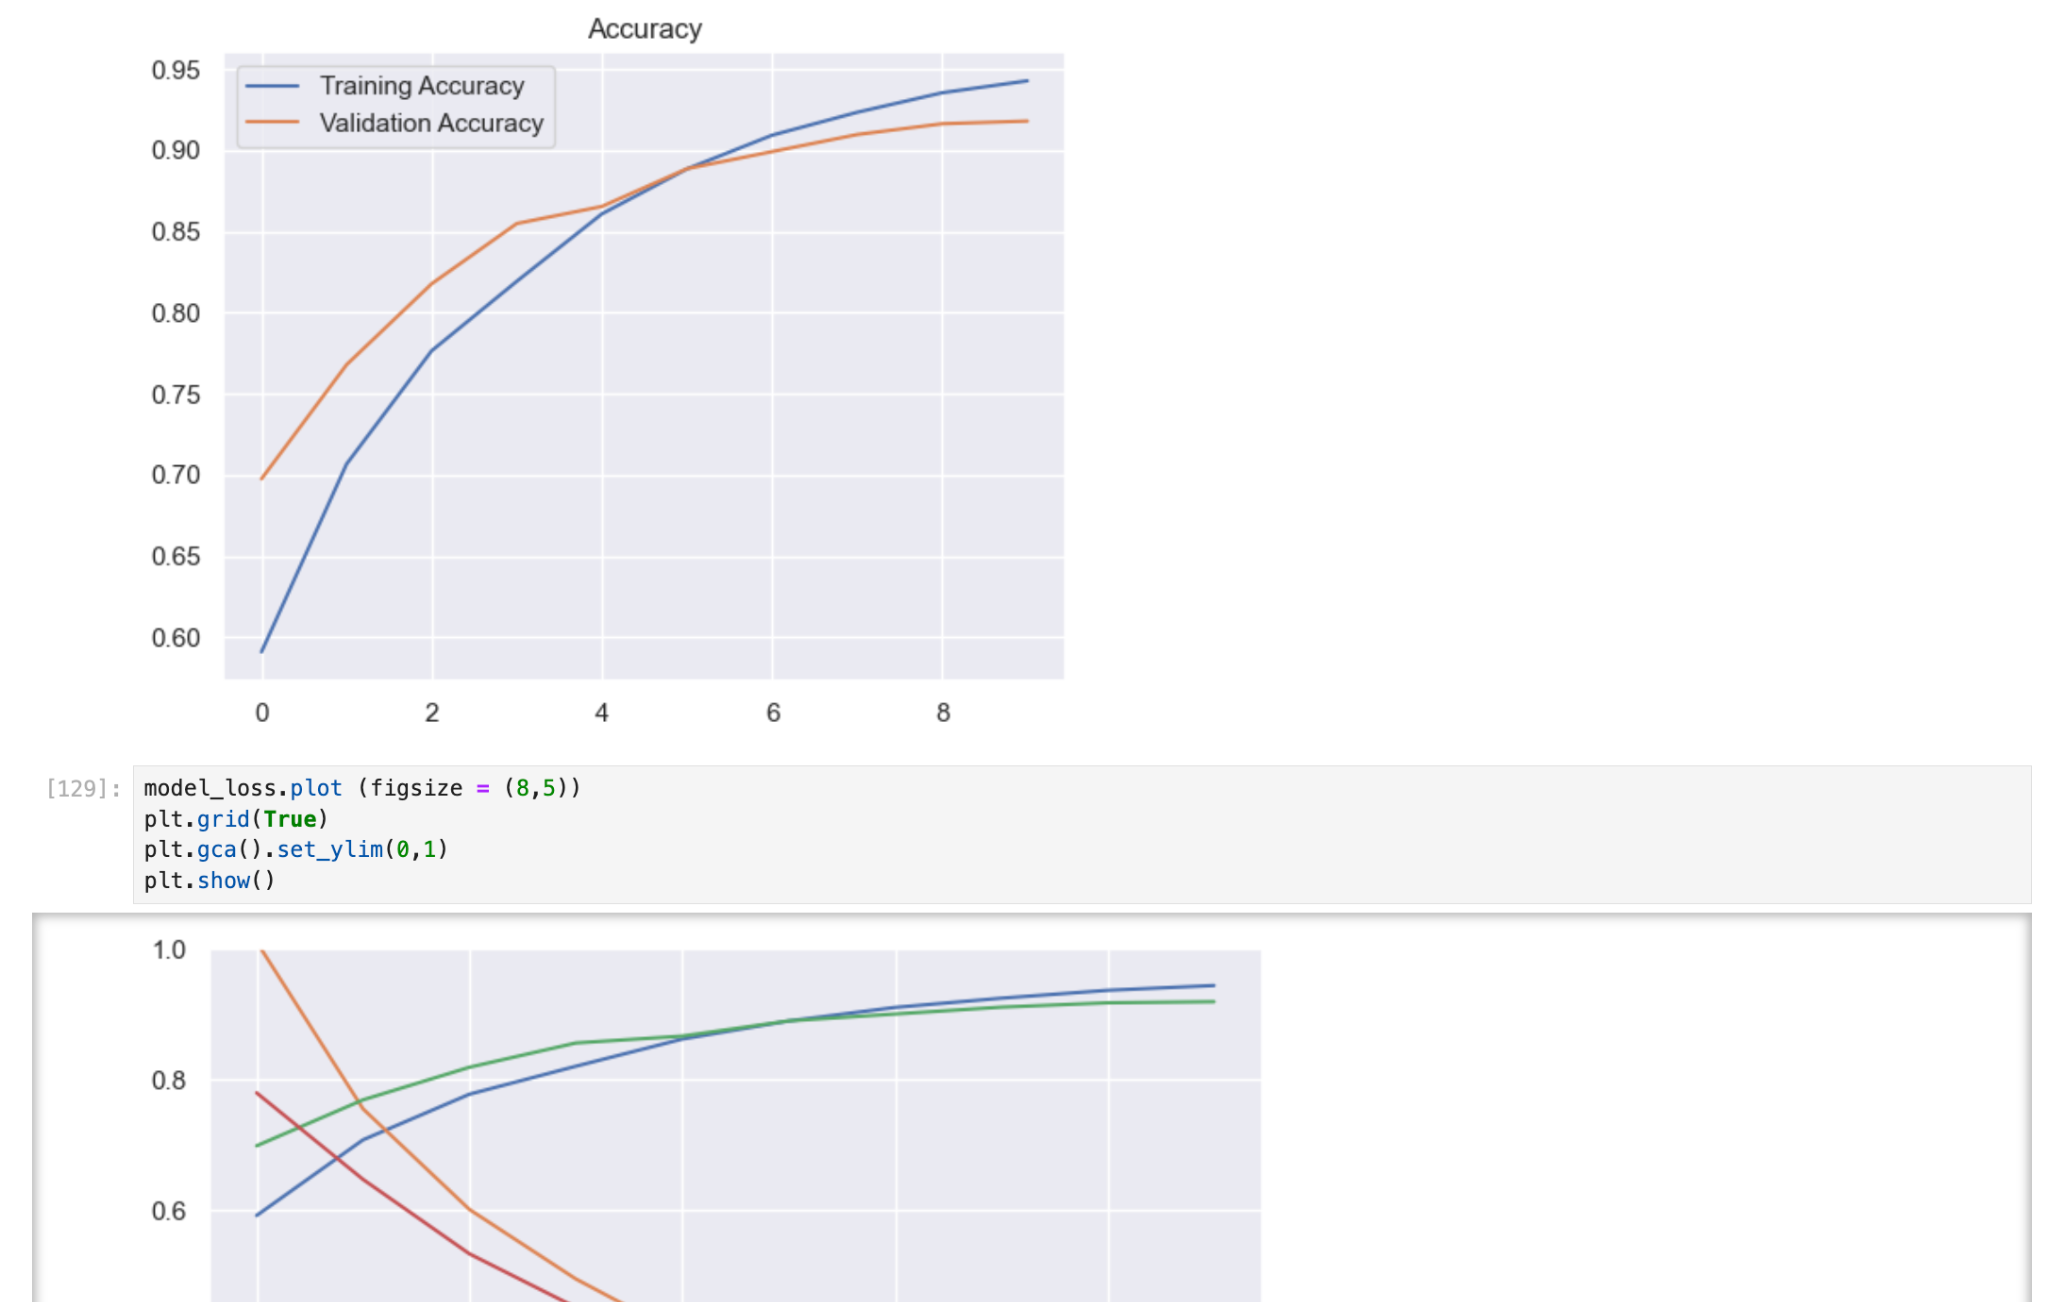 Accuracy
0.95
Training Accuracy
Validation Accuracy
0.90
0.85
0.80
0.75
0.70
0.65
0.60
0 2 4 6 8
[129]: model_loss.plot (figsize = (8,5))
plt.grid(True)
plt.gca().set_ylim(0,1)
plt.show()
1.0
0.8
0.6